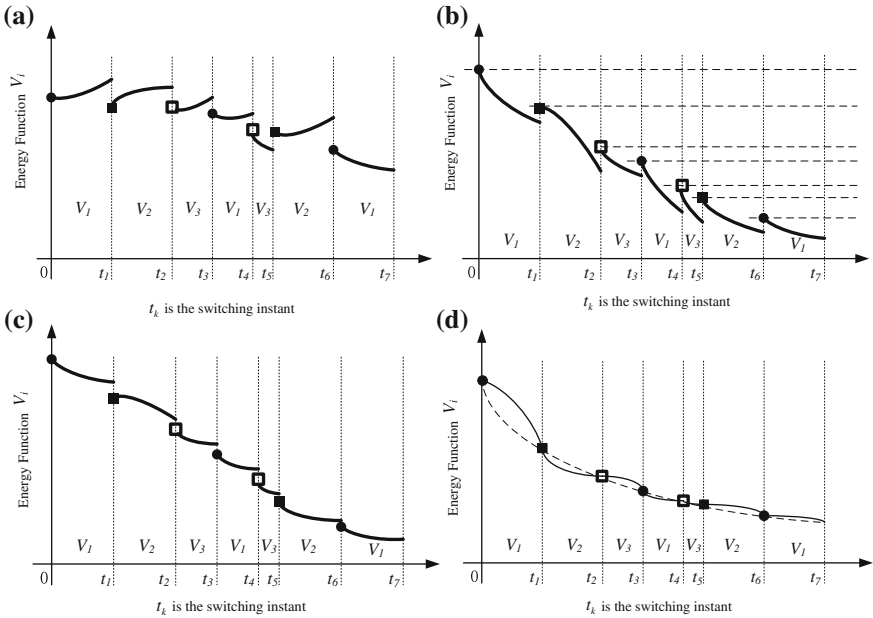 (a)
Energy Function V_i
V_1 V_2 V_3 V_1 V_3 V_2 V_1
0 t_1 t_2 t_3 t_4 t_5 t_6 t_7
t_k is the switching instant
(b)
Energy Function V_i
V_1 V_2 V_3 V_1 V_3 V_2 V_1
0 t_1 t_2 t_3 t_4 t_5 t_6 t_7
t_k is the switching instant
(c)
Energy Function V_i
V_1 V_2 V_3 V_1 V_3 V_2 V_1
0 t_1 t_2 t_3 t_4 t_5 t_6 t_7
t_k is the switching instant
(d)
Energy Function V_i
V_1 V_2 V_3 V_1 V_3 V_2 V_1
0 t_1 t_2 t_3 t_4 t_5 t_6 t_7
t_k is the switching instant